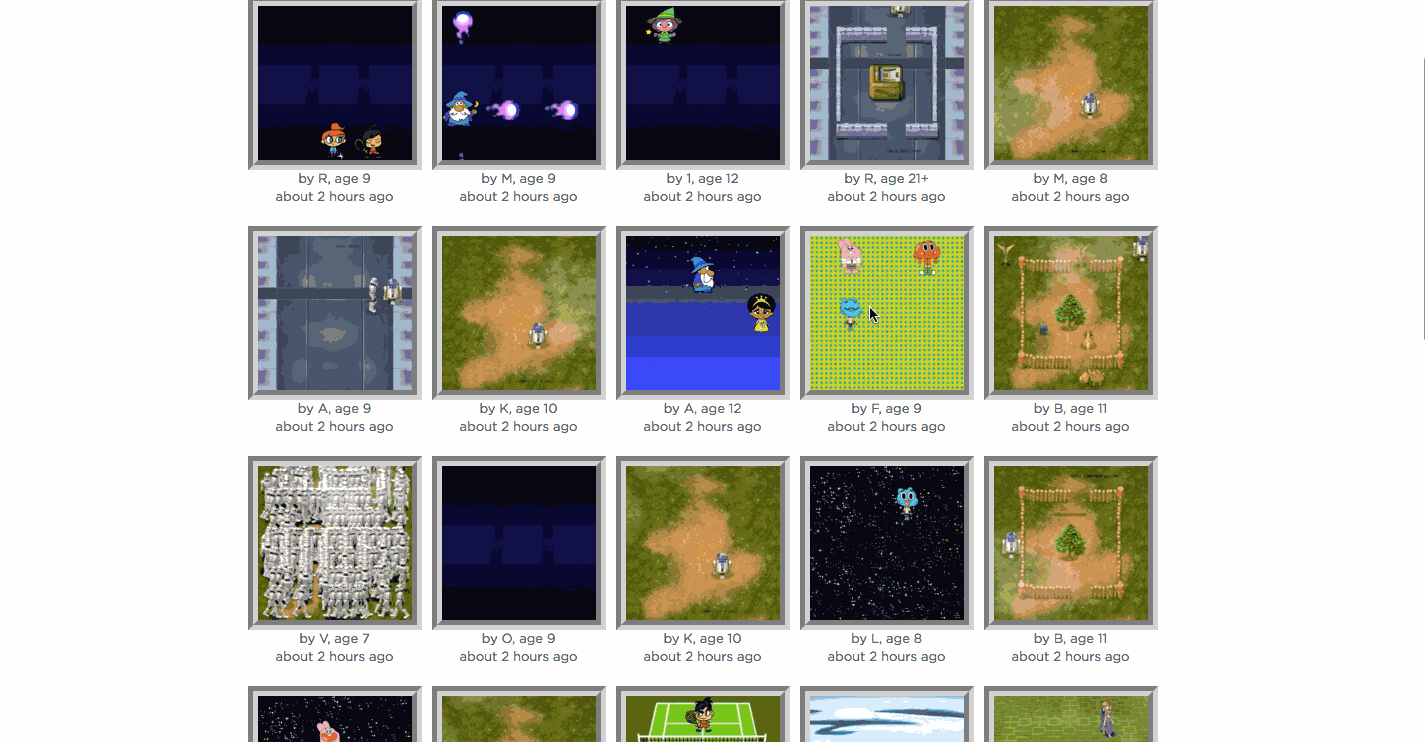 by R, age 9
about 2 hours ago
by M, age 9
about 2 hours ago
by 1, age 12
about 2 hours ago
by R, age 21+
about 2 hours ago
by M, age 8
about 2 hours ago
by A, age 9
about 2 hours ago
by K, age 10
about 2 hours ago
by A, age 12
about 2 hours ago
by F, age 9
about 2 hours ago
by B, age 11
about 2 hours ago
by V, age 7
about 2 hours ago
by O, age 9
about 2 hours ago
by K, age 10
about 2 hours ago
by L, age 8
about 2 hours ago
by B, age 11
about 2 hours ago